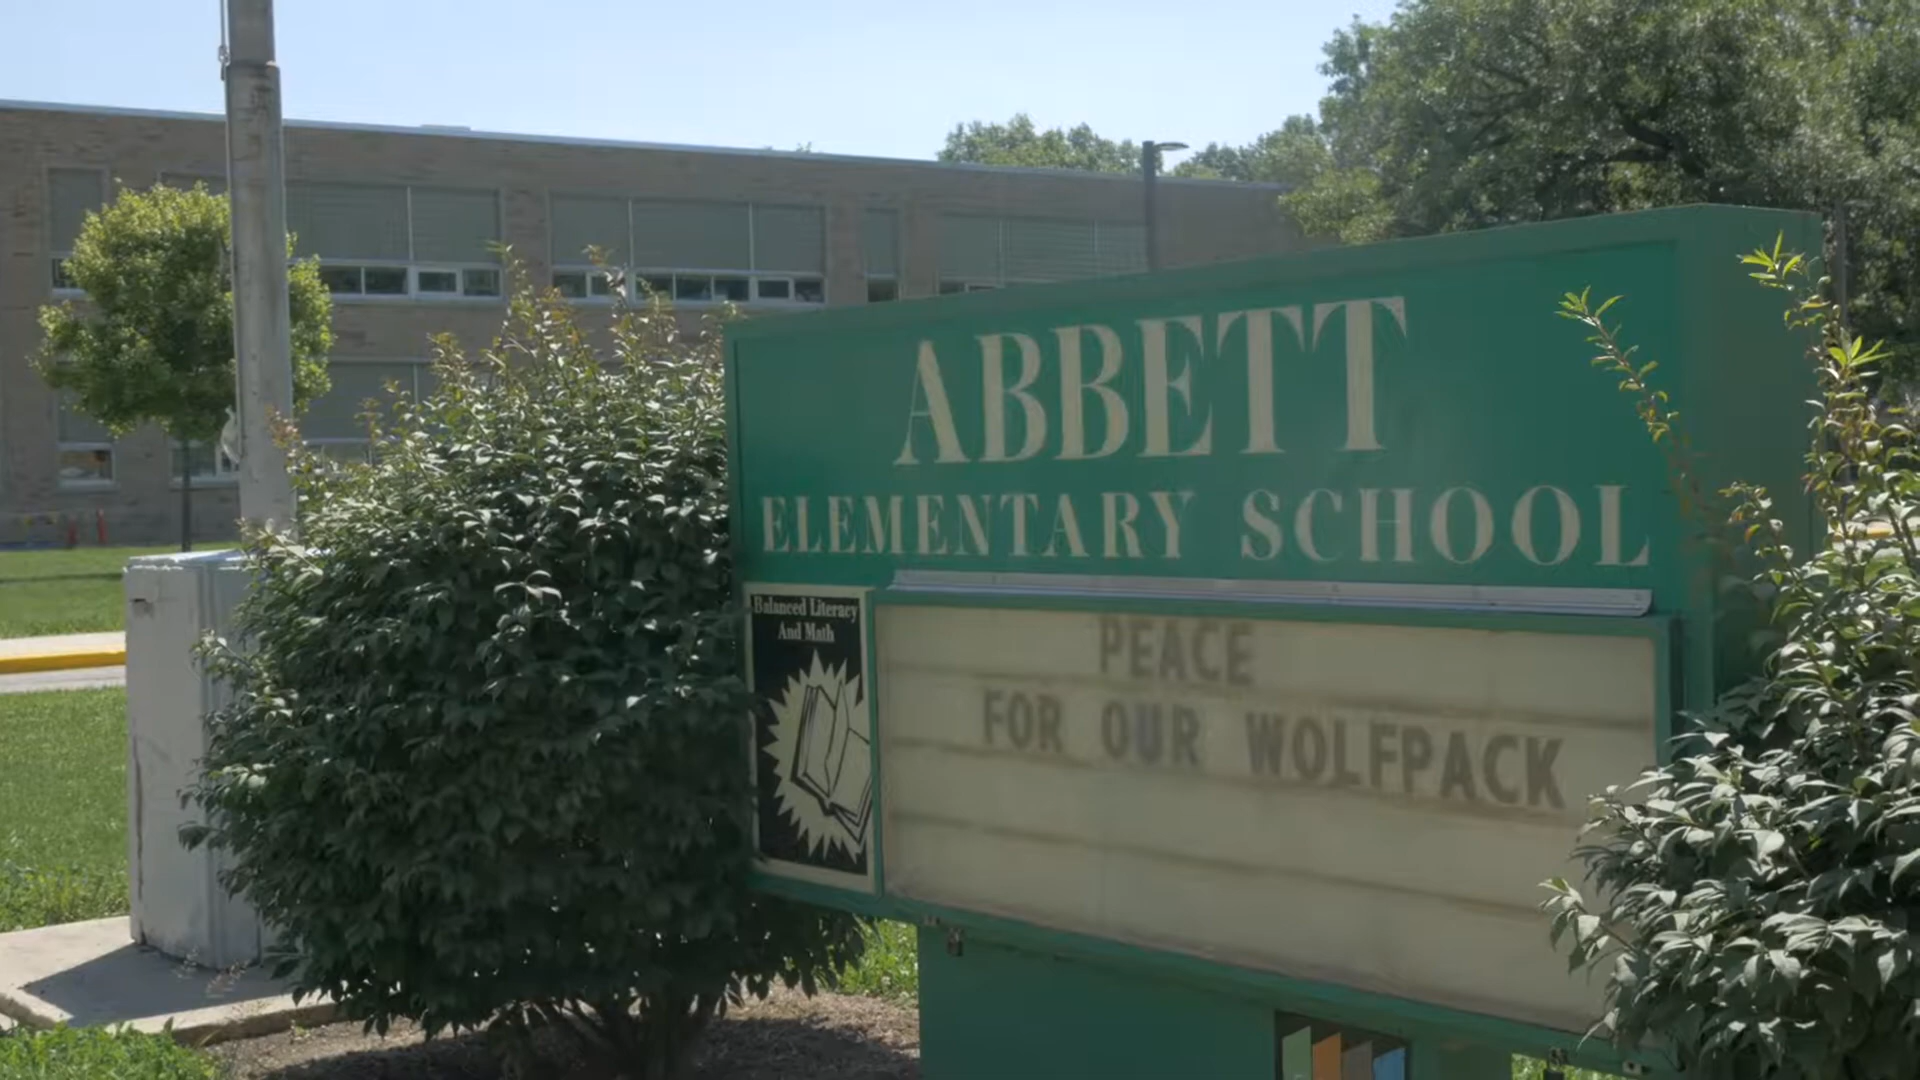 ABBETT
ELEMENTARY SCHOOL
Balanced Literacy
And Math
PEACE
FOR OUR WOLFPACK